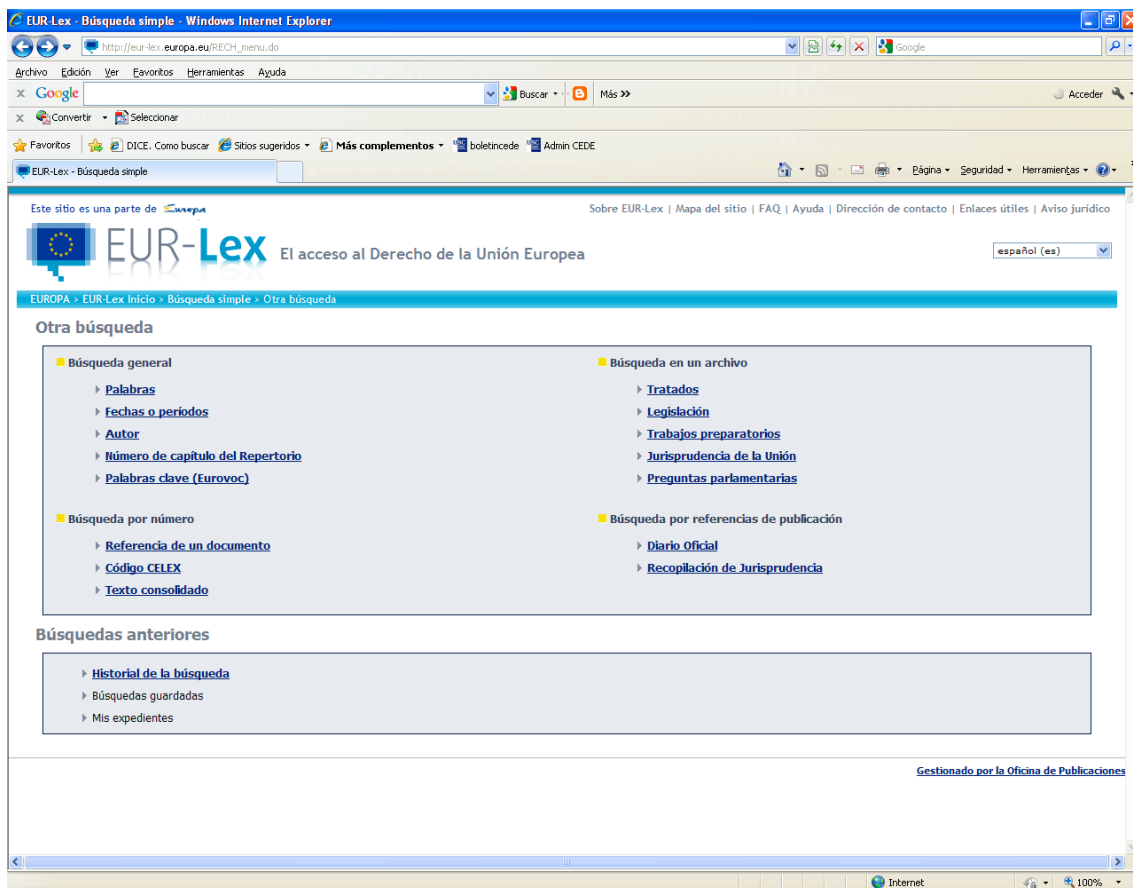 EUR-Lex - Búsqueda simple - Windows Internet Explorer
http://eur-lex.europa.eu/RECH_menu.do
Google
Archivo Edición Ver Favoritos Herramientas Ayuda
x Google Buscar Más >> Acceder
x Convertir Seleccionar
Favoritos DICE. Como buscar Sitios sugeridos Más complementos boletincede Admin CEDE
EUR-Lex - Búsqueda simple Página Seguridad Herramientas
Este sitio es una parte de Europa Sobre EUR-Lex | Mapa del sitio | FAQ | Ayuda | Dirección de contacto | Enlaces útiles | Aviso jurídico
EUR-Lex El acceso al Derecho de la Unión Europea español (es)
EUROPA > EUR-Lex Inicio > Búsqueda simple > Otra búsqueda
Otra búsqueda
Búsqueda general
Palabras
Fechas o períodos
Autor
Número de capítulo del Repertorio
Palabras clave (Eurovoc)
Búsqueda en un archivo
Tratados
Legislación
Trabajos preparatorios
Jurisprudencia de la Unión
Preguntas parlamentarias
Búsqueda por número
Referencia de un documento
Código CELEX
Texto consolidado
Búsqueda por referencias de publicación
Diario Oficial
Recopilación de Jurisprudencia
Búsquedas anteriores
Historial de la búsqueda
Búsquedas guardadas
Mis expedientes
Gestionado por la Oficina de Publicaciones
Internet 100%